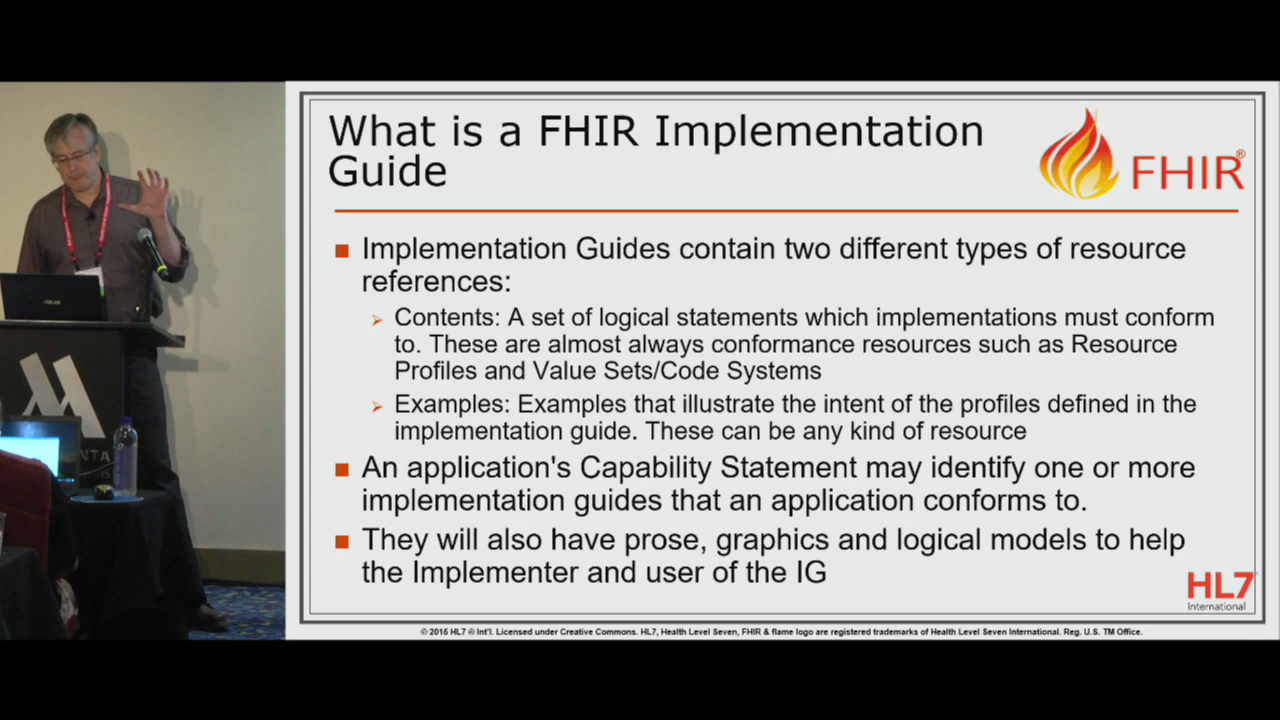 What is a FHIR Implementation
Guide
FHIR®
Implementation Guides contain two different types of resource
references:
Contents: A set of logical statements which implementations must conform
to. These are almost always conformance resources such as Resource
Profiles and Value Sets/Code Systems
Examples: Examples that illustrate the intent of the profiles defined in the
implementation guide. These can be any kind of resource
An application's Capability Statement may identify one or more
implementation guides that an application conforms to.
They will also have prose, graphics and logical models to help
the Implementer and user of the IG
HL7
International
© 2015 HL7 ® Int'l. Licensed under Creative Commons. HL7, Health Level Seven, FHIR & flame logo are registered trademarks of Health Level Seven International. Reg. U.S. TM Office.
ASUS